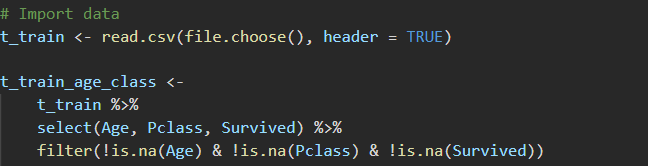 # Import data
t_train <- read.csv(file.choose(), header = TRUE)
t_train_age_class <-
t_train %>%
select(Age, Pclass, Survived) %>%
filter(!is.na(Age) & !is.na(Pclass) & !is.na(Survived))